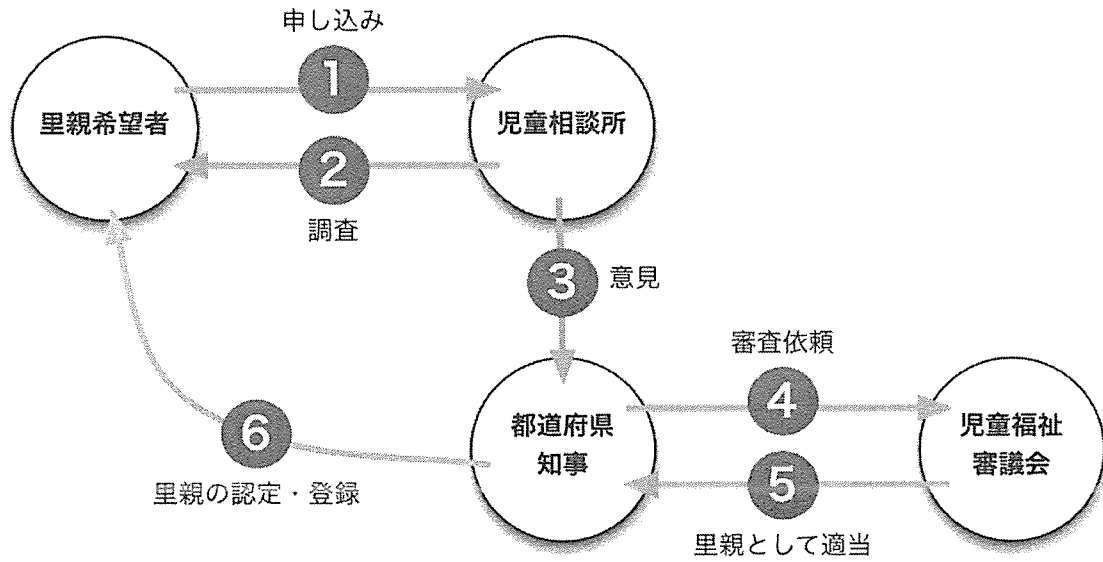 申し込み
1
里親希望者
児童相談所
2
調査
3
意見
審査依頼
4
都道府県
知事
児童福祉
審議会
5
里親として適当
6
里親の認定・登録